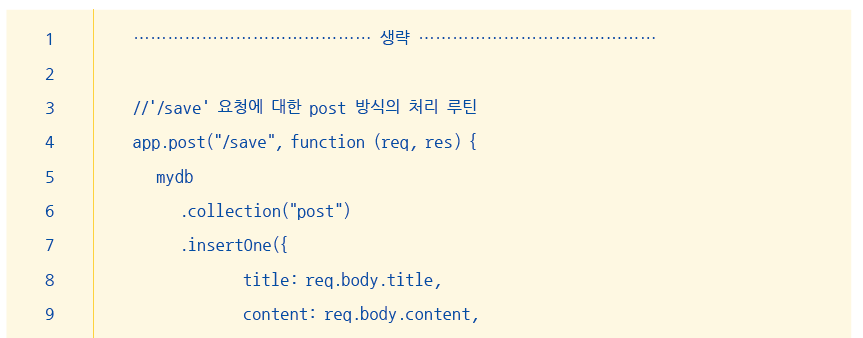 1 ………………………………… 생략 …………………………………
2
3 //'/save' 요청에 대한 post 방식의 처리 루틴
4 app.post("/save", function (req, res) {
5 mydb
6 .collection("post")
7 .insertOne({
8 title: req.body.title,
9 content: req.body.content,